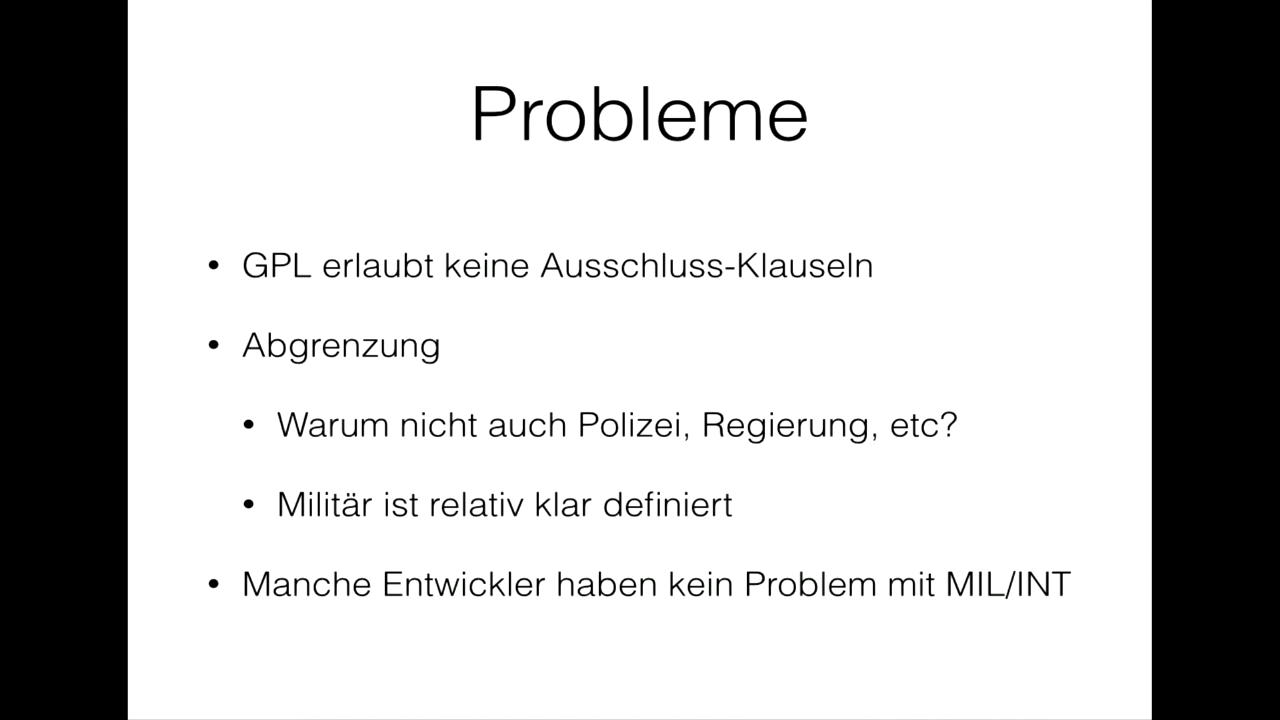 Probleme
• GPL erlaubt keine Ausschluss-Klauseln
• Abgrenzung
• Warum nicht auch Polizei, Regierung, etc?
• Militär ist relativ klar definiert
• Manche Entwickler haben kein Problem mit MIL/INT